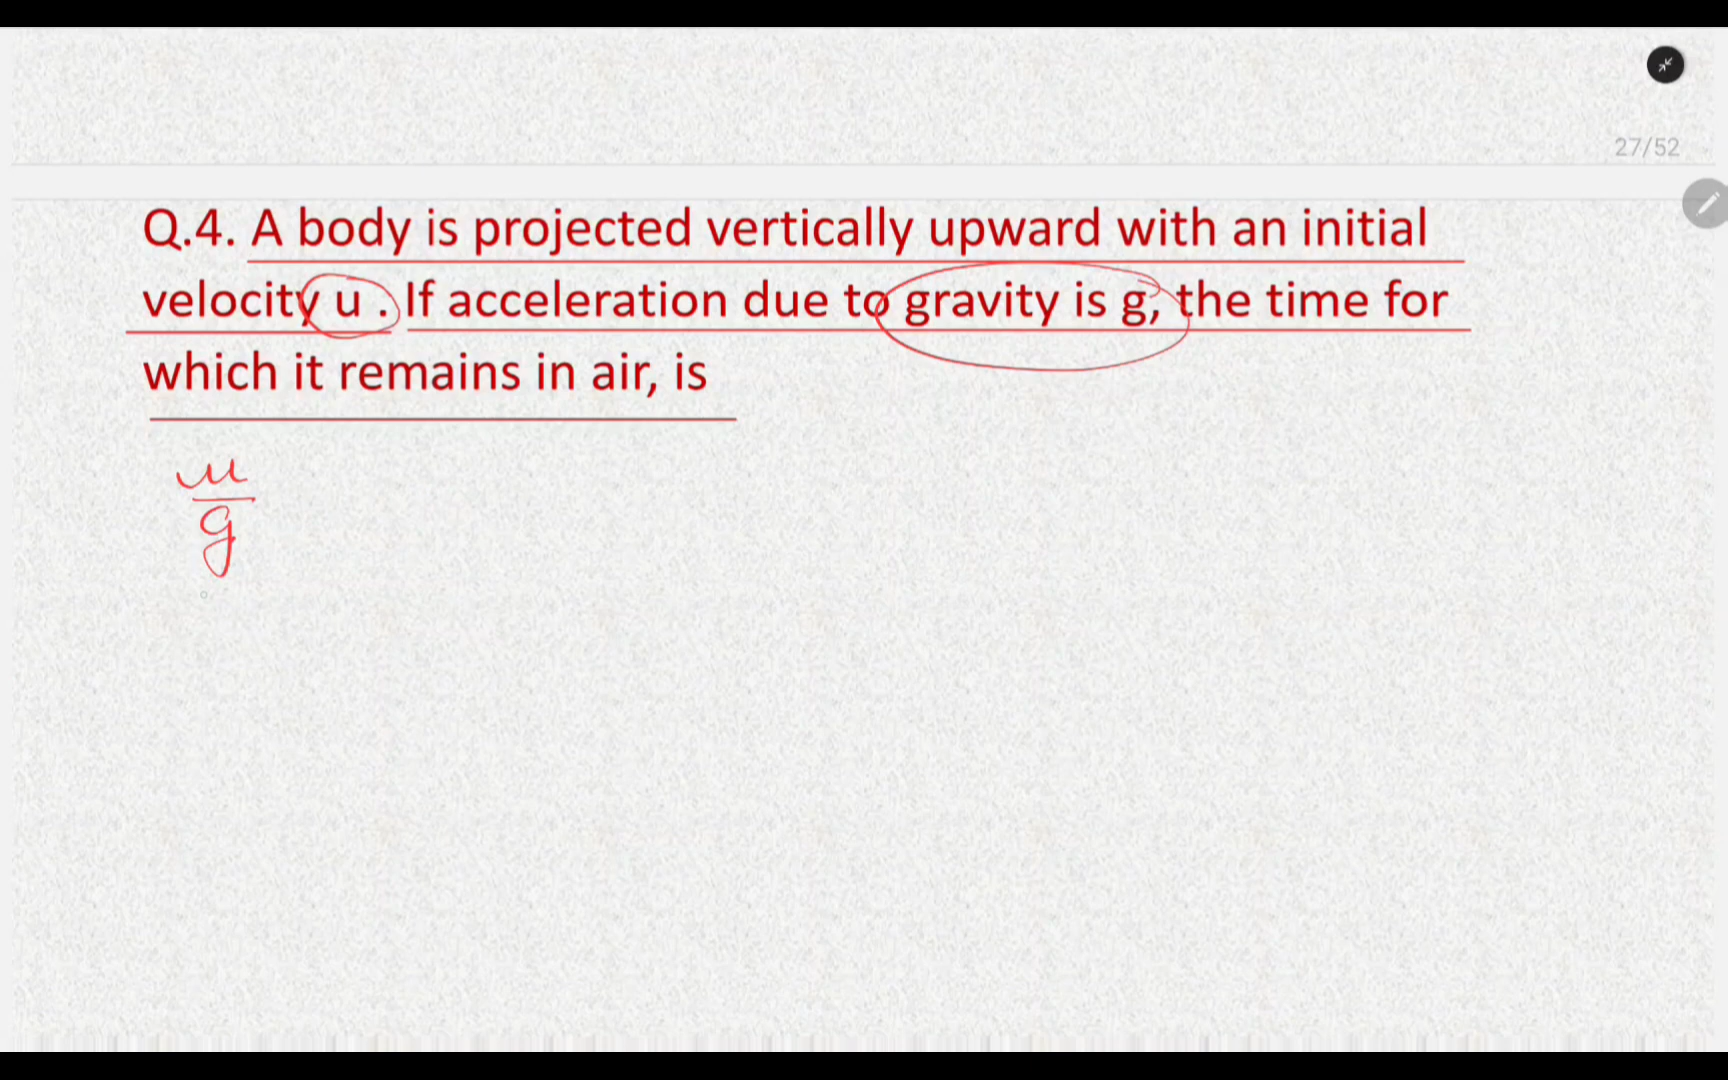 27/52
Q.4. A body is projected vertically upward with an initial
velocity u . If acceleration due to gravity is g, the time for
which it remains in air, is
u
g